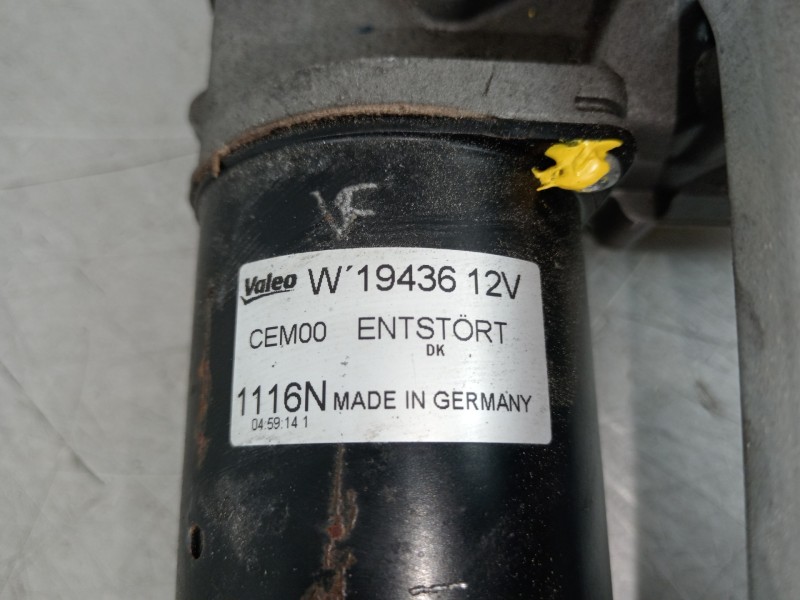 VF
Valeo W´19436 12V
CEM00 ENTSTÖRT
DK
1116N MADE IN GERMANY
04:59:14 1